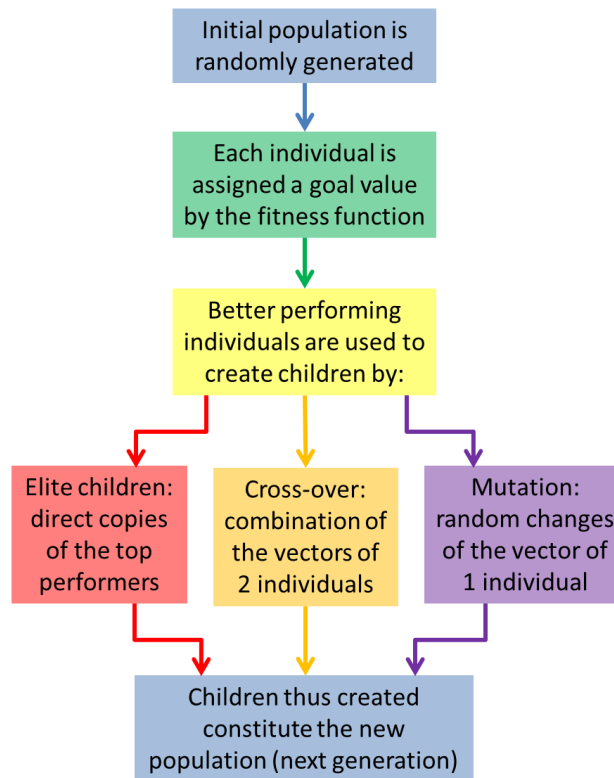 Initial population is
randomly generated
Each individual is
assigned a goal value
by the fitness function
Better performing
individuals are used to
create children by:
Elite children:
direct copies
of the top
performers
Cross-over:
combination of
the vectors of
2 individuals
Mutation:
random changes
of the vector of
1 individual
Children thus created
constitute the new
population (next generation)